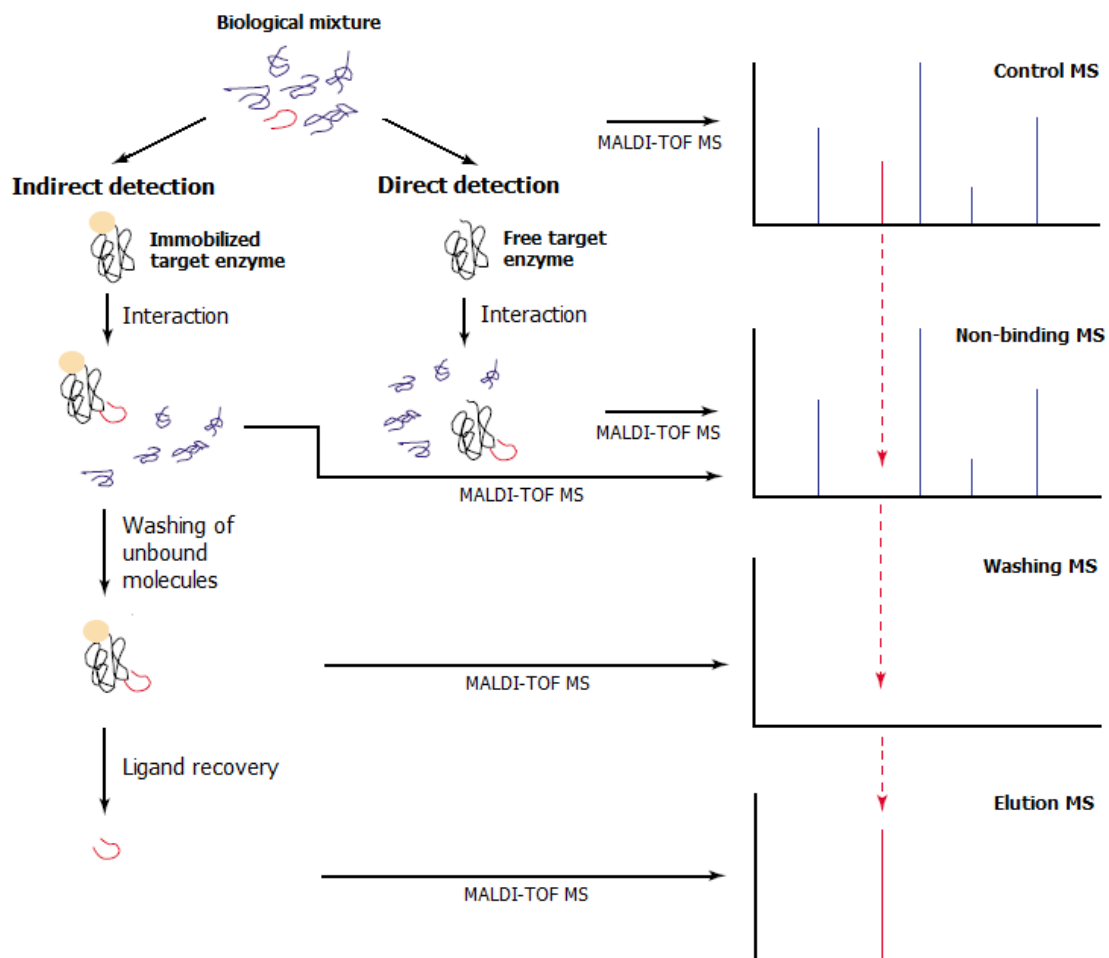 Biological mixture
Control MS
MALDI-TOF MS
Indirect detection
Direct detection
Immobilized
target enzyme
Free target
enzyme
Interaction
Interaction
Non-binding MS
MALDI-TOF MS
MALDI-TOF MS
Washing of
unbound
molecules
Washing MS
MALDI-TOF MS
Ligand recovery
Elution MS
MALDI-TOF MS